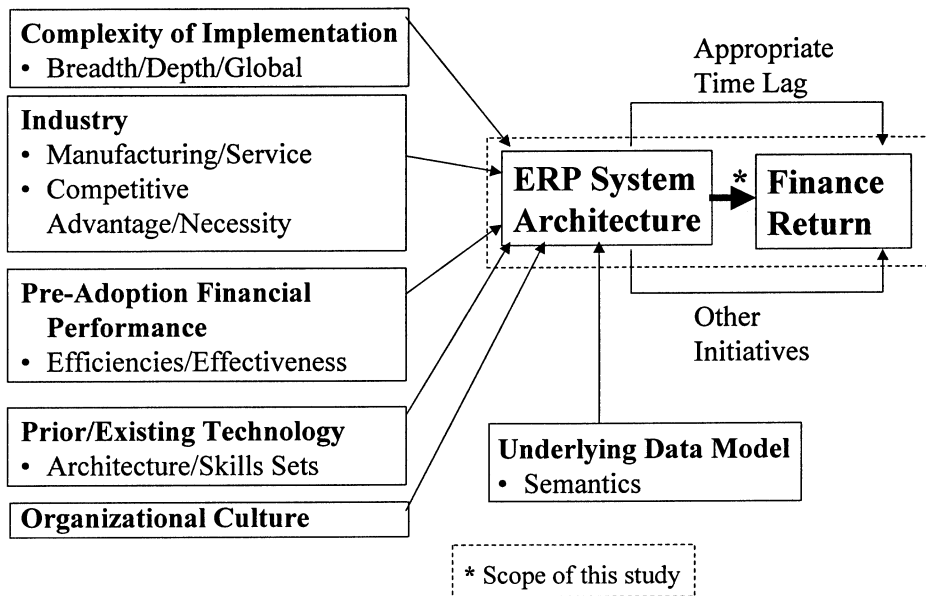 Complexity of Implementation
• Breadth/Depth/Global
Industry
• Manufacturing/Service
• Competitive
Advantage/Necessity
Pre-Adoption Financial
Performance
• Efficiencies/Effectiveness
Prior/Existing Technology
• Architecture/Skills Sets
Organizational Culture
Appropriate
Time Lag
ERP System
Architecture
*
Finance
Return
Other
Initiatives
Underlying Data Model
• Semantics
* Scope of this study